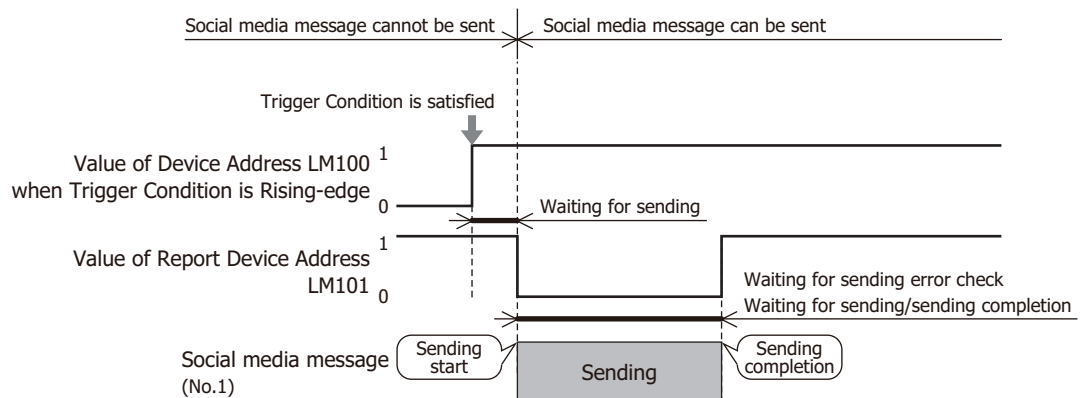 Social media message cannot be sent
Social media message can be sent
Trigger Condition is satisfied
Value of Device Address LM100
when Trigger Condition is Rising-edge
1
0
Waiting for sending
Value of Report Device Address
LM101
1
0
Waiting for sending error check
Waiting for sending/sending completion
Social media message
(No.1)
Sending
start
Sending
Sending
completion